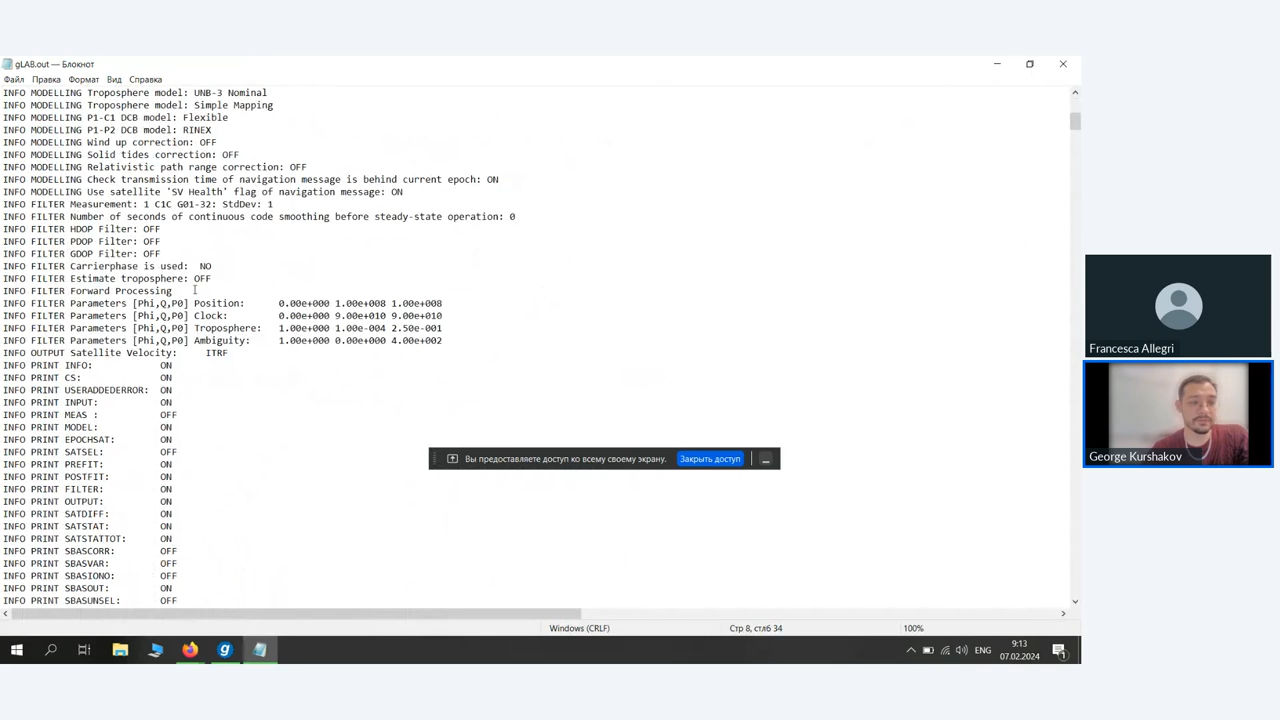 gLAB.out — Блокнот
Файл Правка Формат Вид Справка
INFO MODELLING Troposphere model: UNB-3 Nominal
INFO MODELLING Troposphere model: Simple Mapping
INFO MODELLING P1-C1 DCB model: Flexible
INFO MODELLING P1-P2 DCB model: RINEX
INFO MODELLING Wind up correction: OFF
INFO MODELLING Solid tides correction: OFF
INFO MODELLING Relativistic path range correction: OFF
INFO MODELLING Check transmission time of navigation message is behind current epoch: ON
INFO MODELLING Use satellite 'SV Health' flag of navigation message: ON
INFO FILTER Measurement: 1 C1C G01-32: StdDev: 1
INFO FILTER Number of seconds of continuous code smoothing before steady-state operation: 0
INFO FILTER HDOP Filter: OFF
INFO FILTER PDOP Filter: OFF
INFO FILTER GDOP Filter: OFF
INFO FILTER Carrierphase is used: NO
INFO FILTER Estimate troposphere: OFF
INFO FILTER Forward Processing
INFO FILTER Parameters [Phi,Q,P0] Position: 0.00e+000 1.00e+008 1.00e+008
INFO FILTER Parameters [Phi,Q,P0] Clock: 0.00e+000 9.00e+010 9.00e+010
INFO FILTER Parameters [Phi,Q,P0] Troposphere: 1.00e+000 1.00e-004 2.50e-001
INFO FILTER Parameters [Phi,Q,P0] Ambiguity: 1.00e+000 0.00e+000 4.00e+002
INFO OUTPUT Satellite Velocity: ITRF
INFO PRINT INFO: ON
INFO PRINT CS: ON
INFO PRINT USERADDEDERROR: ON
INFO PRINT INPUT: ON
INFO PRINT MEAS : OFF
INFO PRINT MODEL: ON
INFO PRINT EPOCHSAT: ON
INFO PRINT SATSEL: OFF
INFO PRINT PREFIT: ON
INFO PRINT POSTFIT: ON
INFO PRINT FILTER: ON
INFO PRINT OUTPUT: ON
INFO PRINT SATDIFF: ON
INFO PRINT SATSTAT: ON
INFO PRINT SATSTATTOT: ON
INFO PRINT SBASCORR: OFF
INFO PRINT SBASVAR: OFF
INFO PRINT SBASIONO: OFF
INFO PRINT SBASOUT: ON
INFO PRINT SBASUNSEL: OFF
Вы предоставляете доступ ко всему своему экрану. Закрыть доступ
Francesca Allegri
George Kurshakov
Windows (CRLF) Стр 8, стлб 34 100%
ENG
9:13
07.02.2024
1